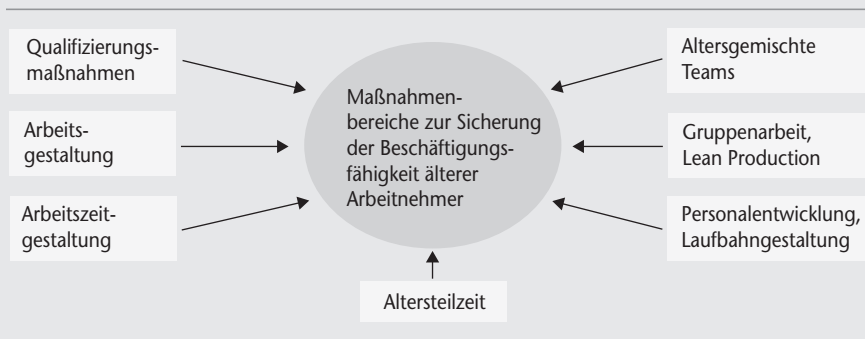 Qualifizierungs-
maßnahmen
Arbeits-
gestaltung
Arbeitszeit-
gestaltung
Maßnahmen-
bereiche zur Sicherung
der Beschäftigungs-
fähigkeit älterer
Arbeitnehmer
Altersgemischte
Teams
Gruppenarbeit,
Lean Production
Personalentwicklung,
Laufbahngestaltung
Altersteilzeit